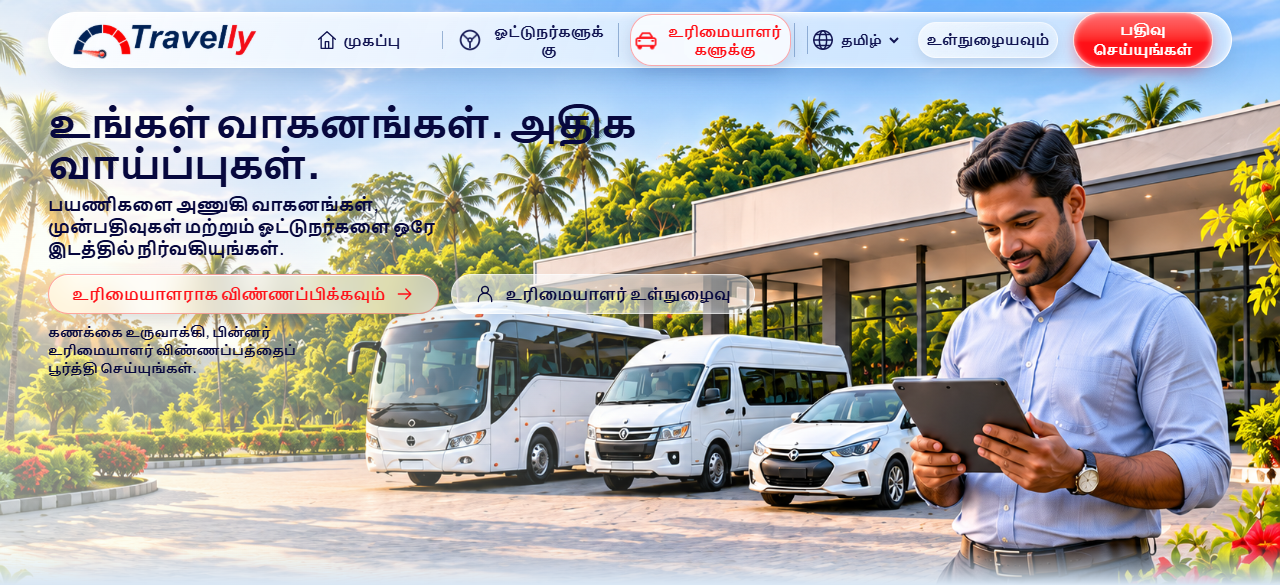 Travelly
முகப்பு
ஓட்டுநர்களுக்
கு
உரிமையாளர்
களுக்கு
தமிழ்
உள்நுழையவும்
பதிவு
செய்யுங்கள்
உங்கள் வாகனங்கள். அதிக
வாய்ப்புகள்.
பயணிகளை அணுகி வாகனங்கள்,
முன்பதிவுகள் மற்றும் ஓட்டுநர்களை ஒரே
இடத்தில் நிர்வகியுங்கள்.
உரிமையாளராக விண்ணப்பிக்கவும் →
உரிமையாளர் உள்நுழைவு
கணக்கை உருவாக்கி, பின்னர்
உரிமையாளர் விண்ணப்பத்தைப்
பூர்த்தி செய்யுங்கள்.